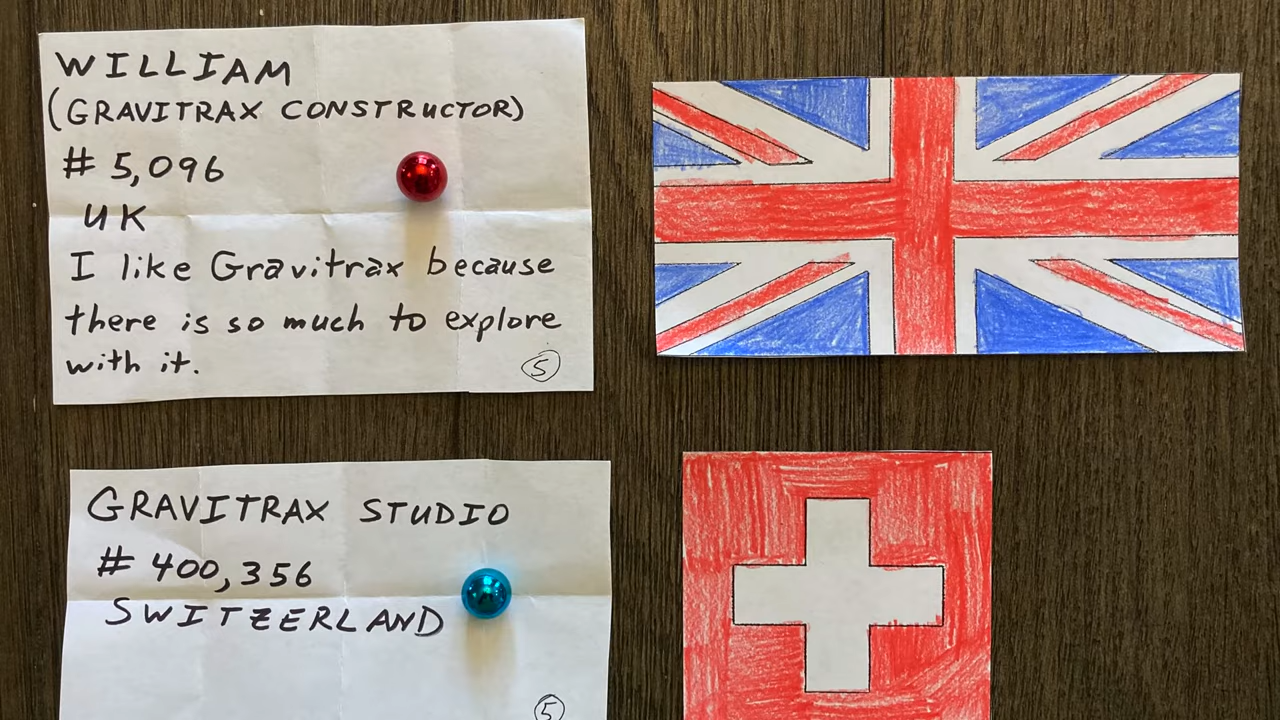 WILLIAM
(GRAVITRAX CONSTRUCTOR)
# 5,096
UK
I like Gravitrax because
there is so much to explore
with it.
5
GRAVITRAX STUDIO
# 400,356
SWITZERLAND
5